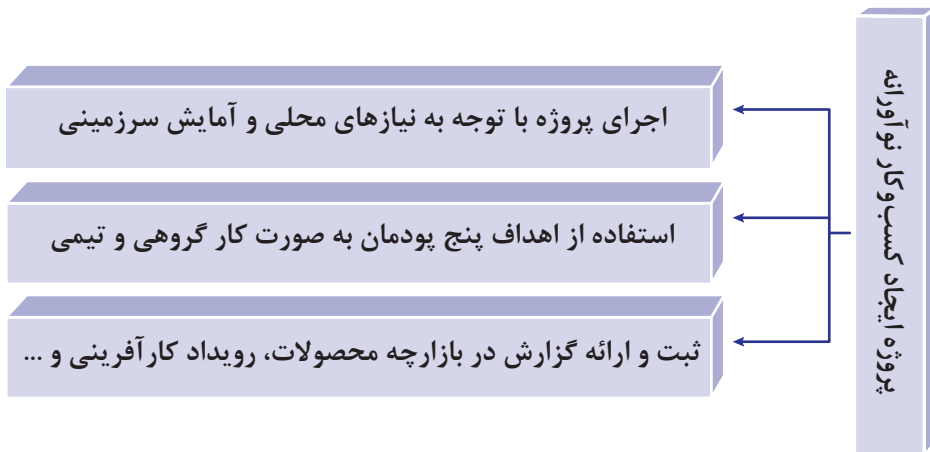 پروژه ایجاد کسب‌وکار نوآورانه
اجرای پروژه با توجه به نیازهای محلی و آمایش سرزمینی
استفاده از اهداف پنج پودمان به صورت کار گروهی و تیمی
ثبت و ارائه گزارش در بازارچه محصولات، رویداد کارآفرینی و ...